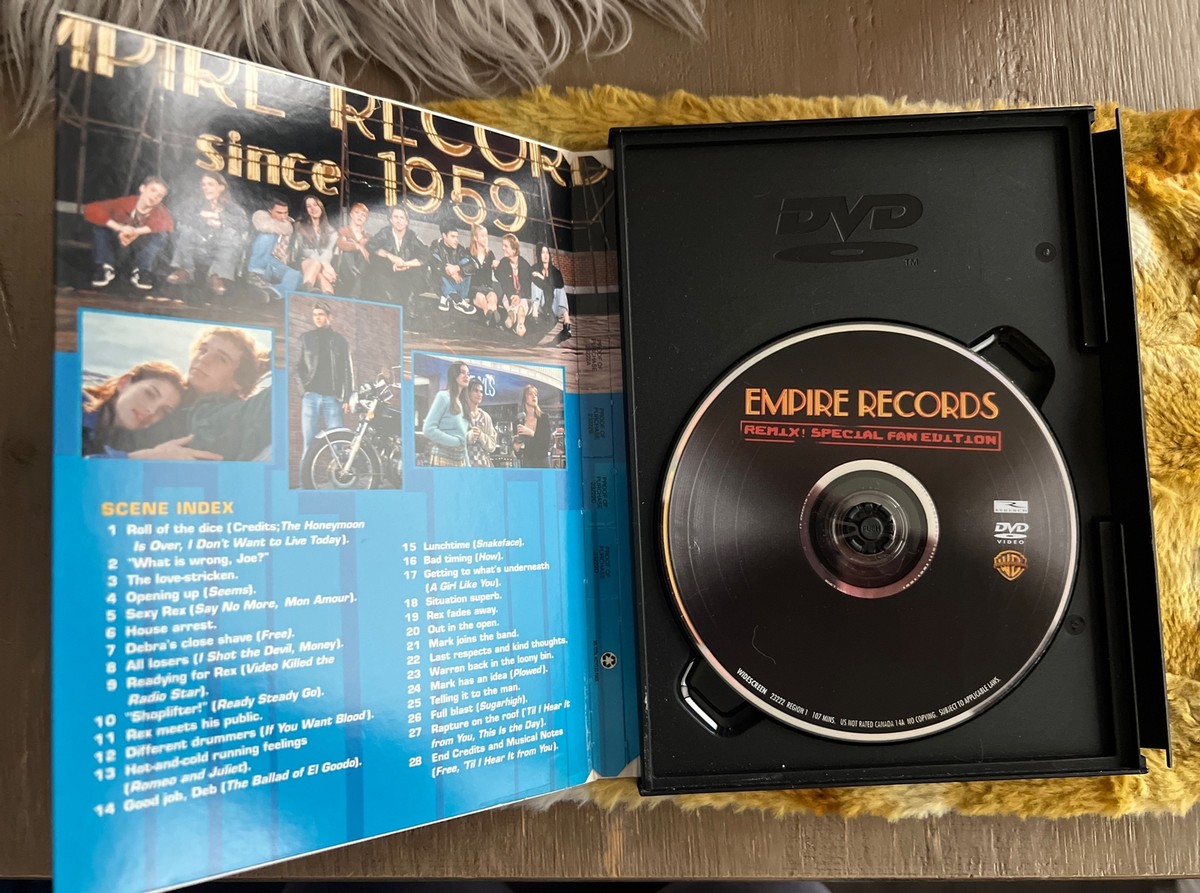 MPIRE RECORD
since 1959
SCENE INDEX
1 Roll of the dice (Credits;The Honeymoon
Is Over, I Don't Want to Live Today).
2 "What is wrong, Joe?"
3 The love-stricken.
4 Opening up (Seems).
5 Sexy Rex (Say No More, Mon Amour).
6 House arrest.
7 Debra's close shave (Free).
8 All losers (I Shot the Devil, Money).
9 Readying for Rex (Video Killed the
Radio Star).
10 "Shoplifter!" (Ready Steady Go).
11 Rex meets his public.
12 Different drummers (If You Want Blood).
13 Hot-and-cold running feelings
(Romeo and Juliet).
14 Good job, Deb (The Ballad of El Goodo).
15 Lunchtime (Snakeface).
16 Bad timing (How).
17 Getting to what's underneath
(A Girl Like You).
18 Situation superb.
19 Rex fades away.
20 Out in the open.
21 Mark joins the band.
22 Last respects and kind thoughts.
23 Warren back in the loony bin.
24 Mark has an idea (Plowed).
25 Telling it to the man.
26 Full blast (Sugarhigh).
27 Rapture on the roof ('Til I Hear It
from You, This Is the Day).
28 End Credits and Musical Notes
(Free, 'Til I Hear It from You).
PROOF OF
PURCHASE
DVD
TM
EMPIRE RECORDS
REMIX! SPECIAL FAN EDITION
DVD
VIDEO
WIDESCREEN 23222 REGION 1 107 MINS. US NOT RATED CANADA 14A NO COPYING. SUBJECT TO APPLICABLE LAWS.